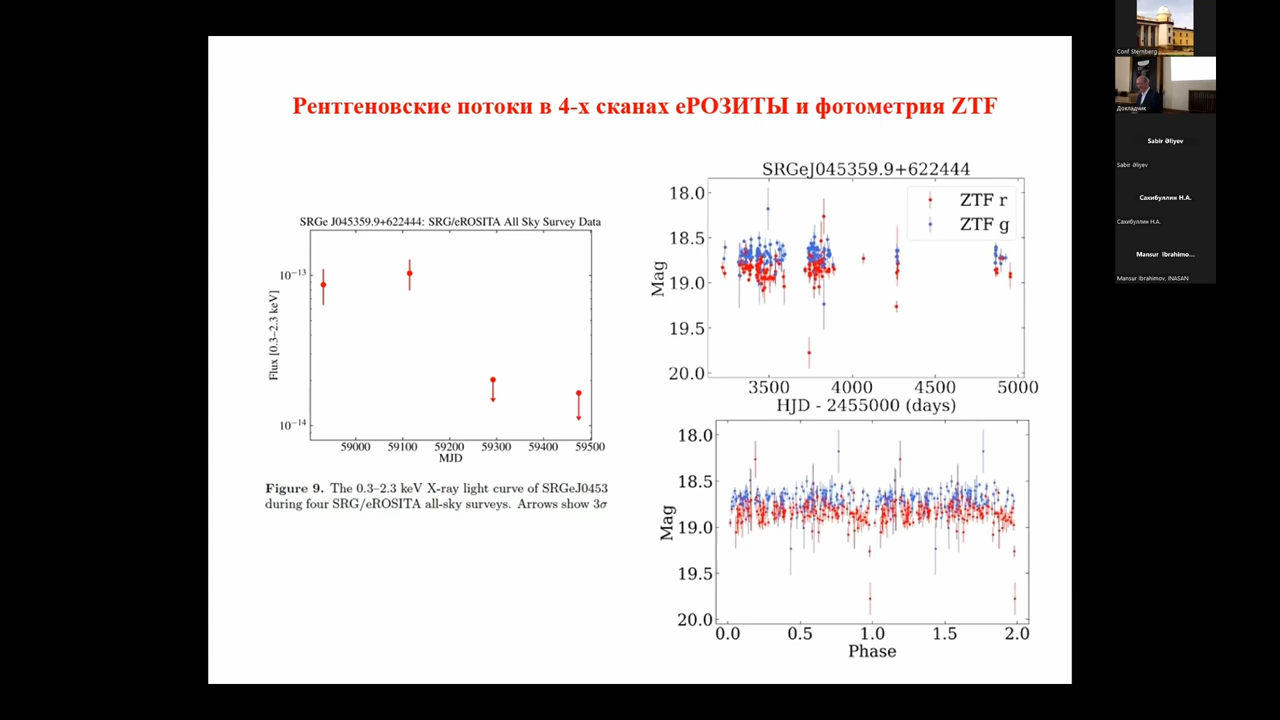 Рентгеновские потоки в 4-х сканах еРОЗИТЫ и фотометрия ZTF
SRGe J045359.9+622444: SRG/eROSITA All Sky Survey Data
10⁻¹³
10⁻¹⁴
Flux [0.3–2.3 keV]
59000 59100 59200 59300 59400 59500
MJD
Figure 9. The 0.3–2.3 keV X-ray light curve of SRGeJ0453
during four SRG/eROSITA all-sky surveys. Arrows show 3σ
SRGeJ045359.9+622444
ZTF r
ZTF g
18.0
18.5
19.0
19.5
20.0
Mag
3500 4000 4500 5000
HJD - 2455000 (days)
18.0
18.5
19.0
19.5
20.0
Mag
0.0 0.5 1.0 1.5 2.0
Phase
Conf Sternberg
Докладчик
Sabir Əliyev
Sabir Əliyev
Сахибуллин Н.А.
Сахибуллин Н.А.
Mansur Ibrahimo...
Mansur Ibrahimov, INASAN